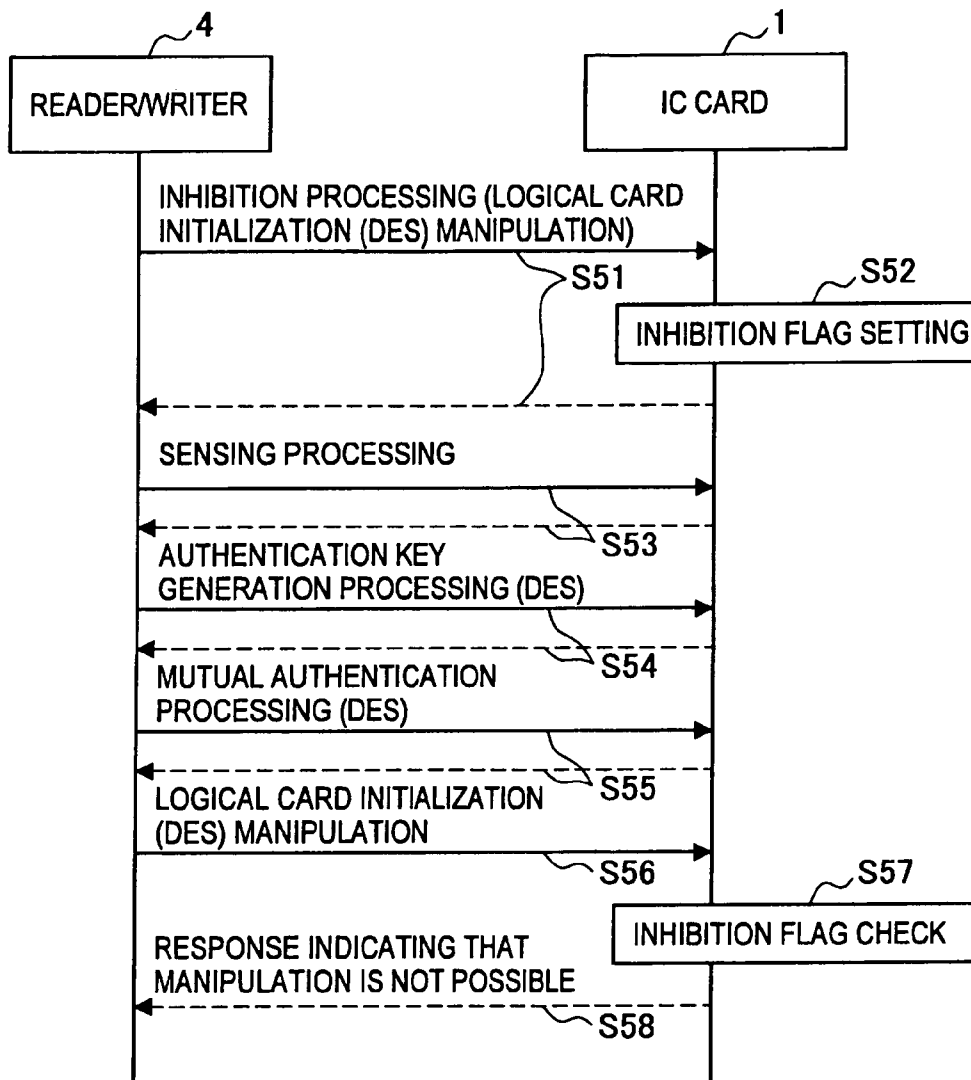 4
1
READER/WRITER
IC CARD
INHIBITION PROCESSING (LOGICAL CARD
INITIALIZATION (DES) MANIPULATION)
S51
S52
INHIBITION FLAG SETTING
SENSING PROCESSING
S53
AUTHENTICATION KEY
GENERATION PROCESSING (DES)
S54
MUTUAL AUTHENTICATION
PROCESSING (DES)
S55
LOGICAL CARD INITIALIZATION
(DES) MANIPULATION
S56
S57
INHIBITION FLAG CHECK
RESPONSE INDICATING THAT
MANIPULATION IS NOT POSSIBLE
S58